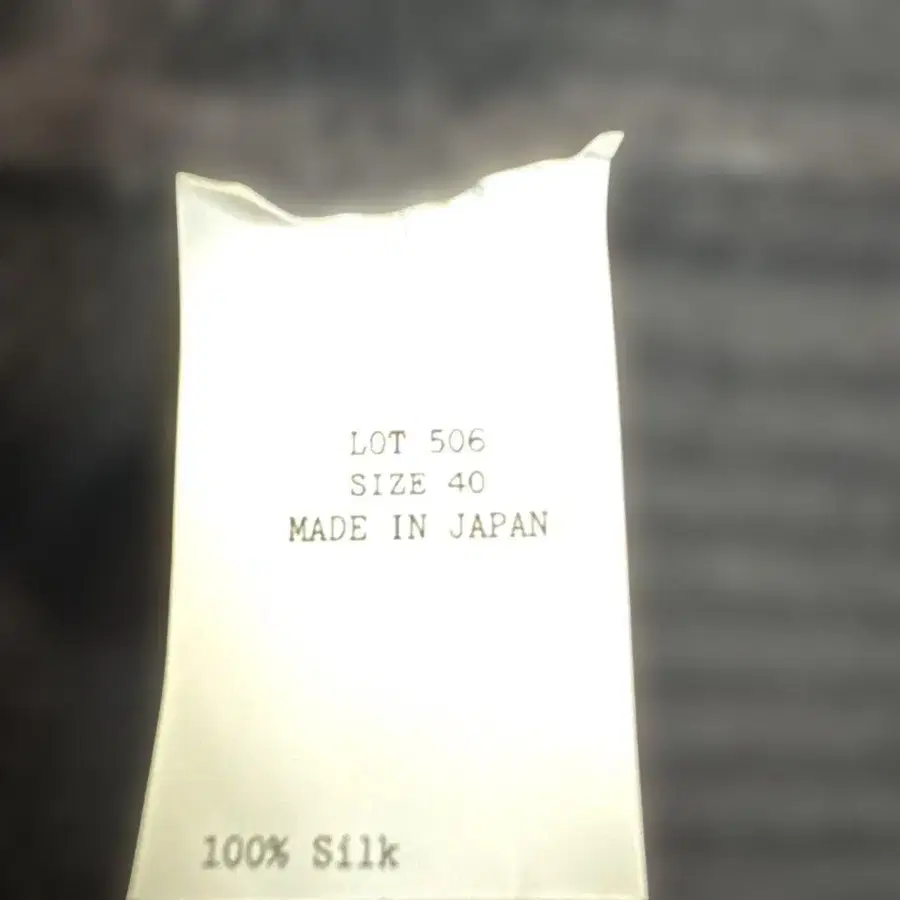 LOT 506
SIZE 40
MADE IN JAPAN
100% Silk